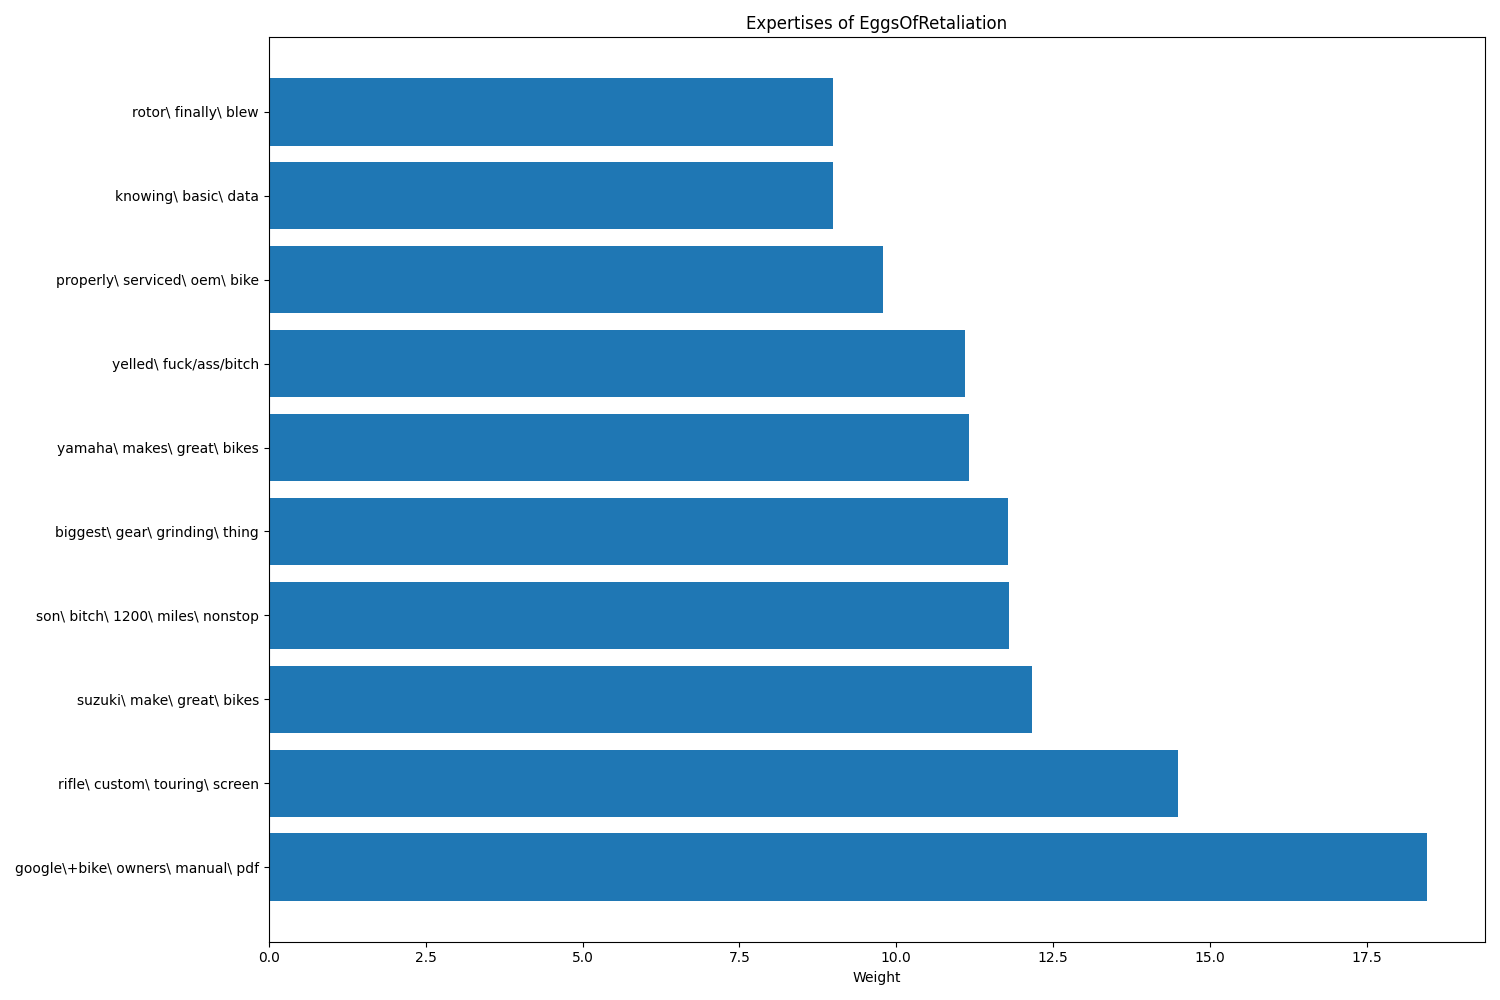 Expertises of EggsOfRetaliation
rotor\ finally\ blew
knowing\ basic\ data
properly\ serviced\ oem\ bike
yelled\ fuck/ass/bitch
yamaha\ makes\ great\ bikes
biggest\ gear\ grinding\ thing
son\ bitch\ 1200\ miles\ nonstop
suzuki\ make\ great\ bikes
rifle\ custom\ touring\ screen
google\+bike\ owners\ manual\ pdf
0.0 2.5 5.0 7.5 10.0 12.5 15.0 17.5
Weight